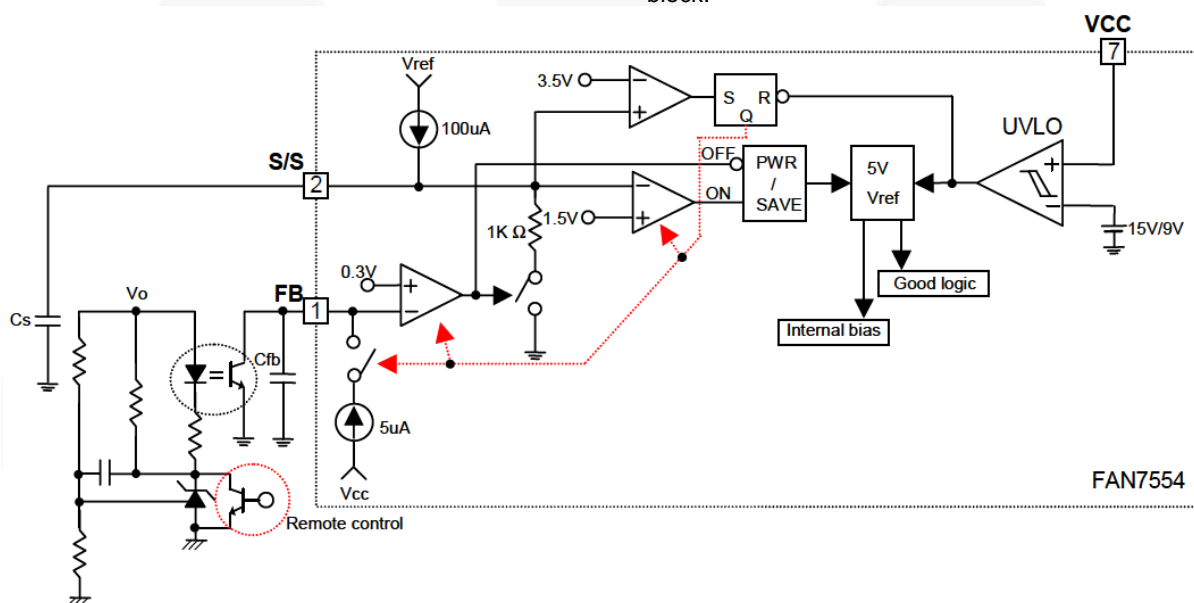 block.
VCC
7
Vref
3.5V
S R
Q
100uA
UVLO
S/S
2
OFF
PWR
/
SAVE
5V
Vref
ON
1.5V
1K Ω
15V/9V
0.3V
Good logic
FB
1
Vo
Cs
Internal bias
Cfb
5uA
Vcc
FAN7554
Remote control